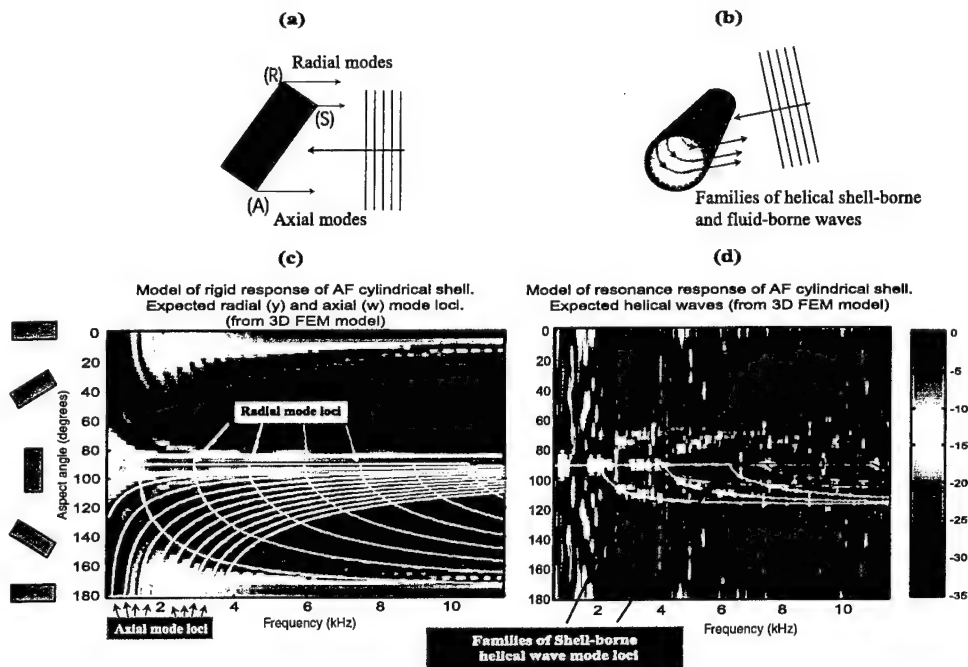 (a)
(R)
Radial modes
(S)
(A)
Axial modes
(b)
Families of helical shell-borne
and fluid-borne waves
(c)
Model of rigid response of AF cylindrical shell.
Expected radial (y) and axial (w) mode loci.
(from 3D FEM model)
0
20
40
60
80
100
120
140
160
180
Aspect angle (degrees)
Radial mode loci
2
4
6
8
10
Frequency (kHz)
Axial mode loci
(d)
Model of resonance response of AF cylindrical shell.
Expected helical waves (from 3D FEM model)
0
20
40
60
80
100
120
140
160
180
2
4
6
8
10
Frequency (kHz)
Families of Shell-borne
helical wave mode loci
0
-5
-10
-15
-20
-25
-30
-35